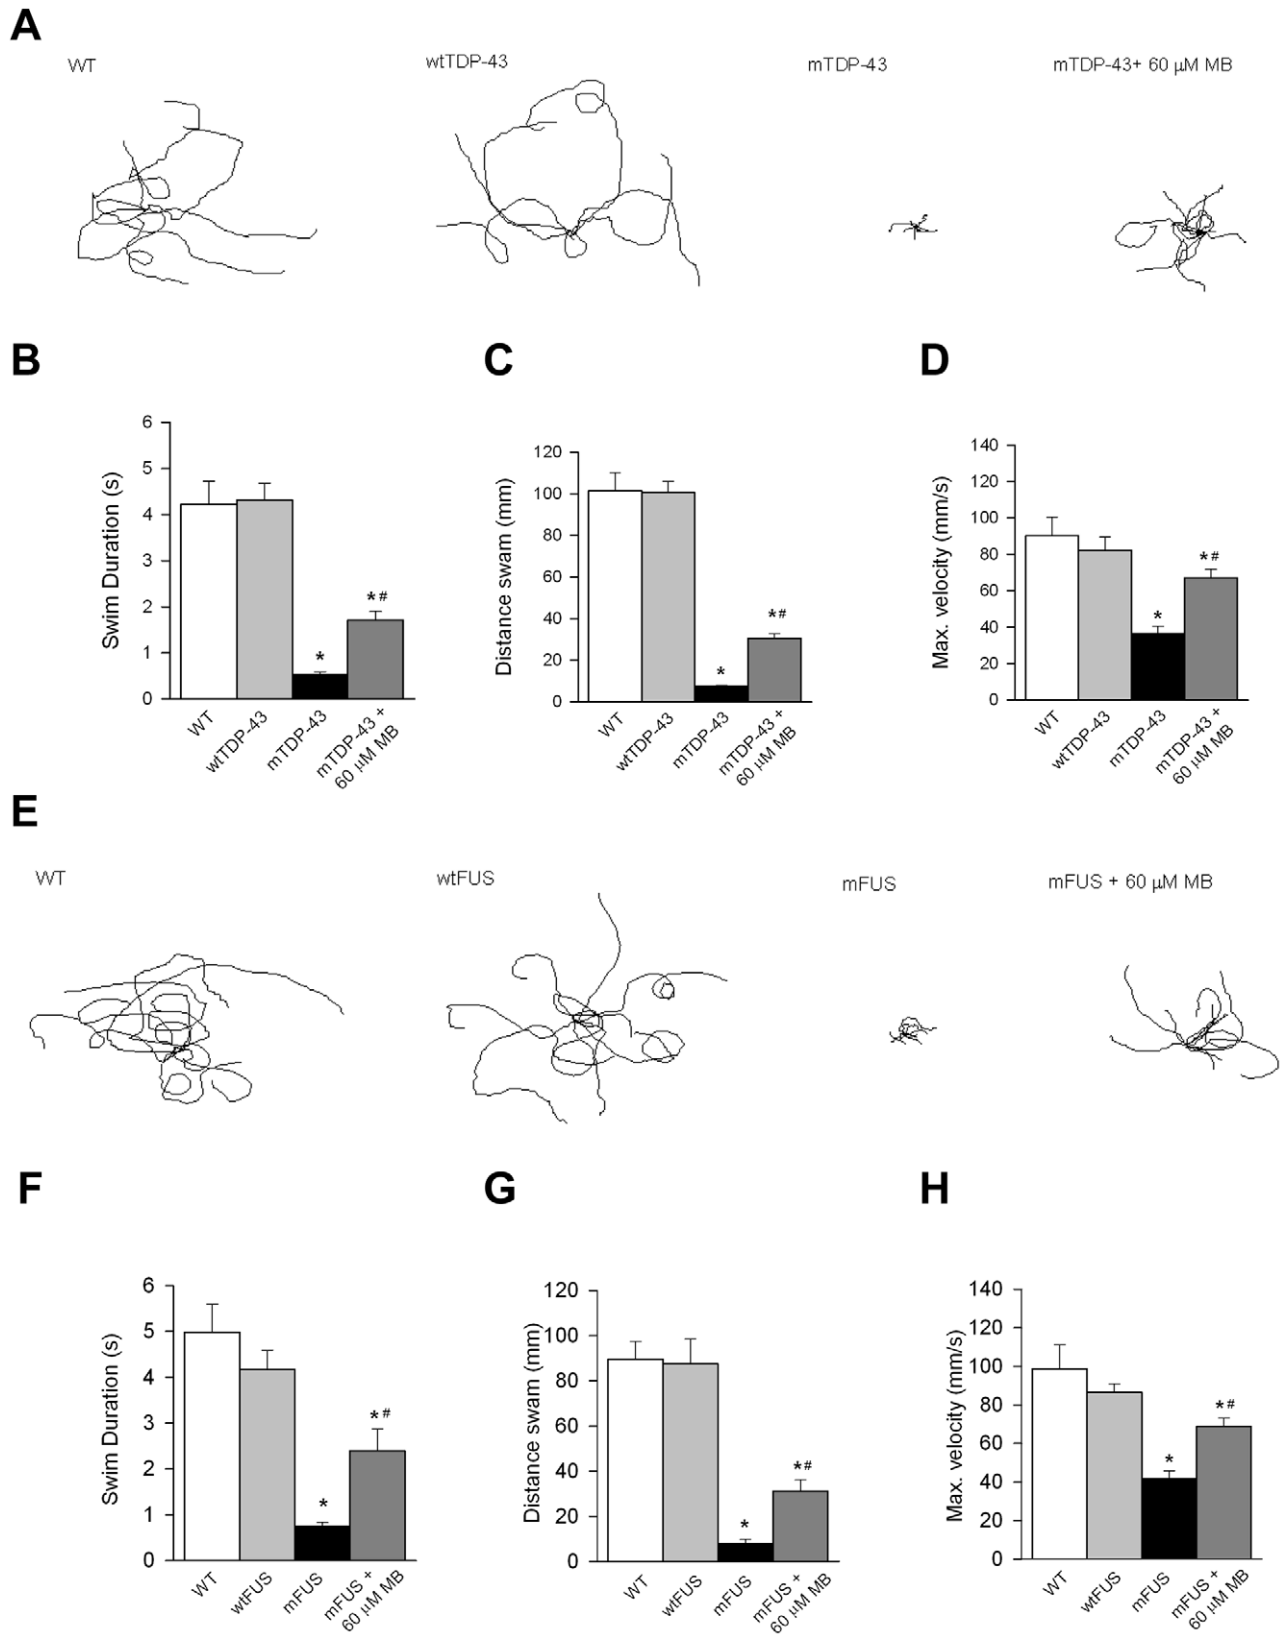 A
WT
wtTDP-43
mTDP-43
mTDP-43+ 60 μM MB
B
C
D
Swim Duration (s)
6
5
4
3
2
1
0
*
*#
WT
wtTDP-43
mTDP-43
mTDP-43 +
60 μM MB
Distance swam (mm)
120
100
80
60
40
20
0
*
*#
WT
wtTDP-43
mTDP-43
mTDP-43 +
60 μM MB
Max. velocity (mm/s)
140
120
100
80
60
40
20
0
*
*#
WT
wtTDP-43
mTDP-43
mTDP-43 +
60 μM MB
E
WT
wtFUS
mFUS
mFUS + 60 μM MB
F
G
H
Swim Duration (s)
6
5
4
3
2
1
0
*
*#
WT
wtFUS
mFUS
mFUS +
60 μM MB
Distance swam (mm)
120
100
80
60
40
20
0
*
*#
WT
wtFUS
mFUS
mFUS +
60 μM MB
Max. velocity (mm/s)
140
120
100
80
60
40
20
0
*
*#
WT
wtFUS
mFUS
mFUS +
60 μM MB